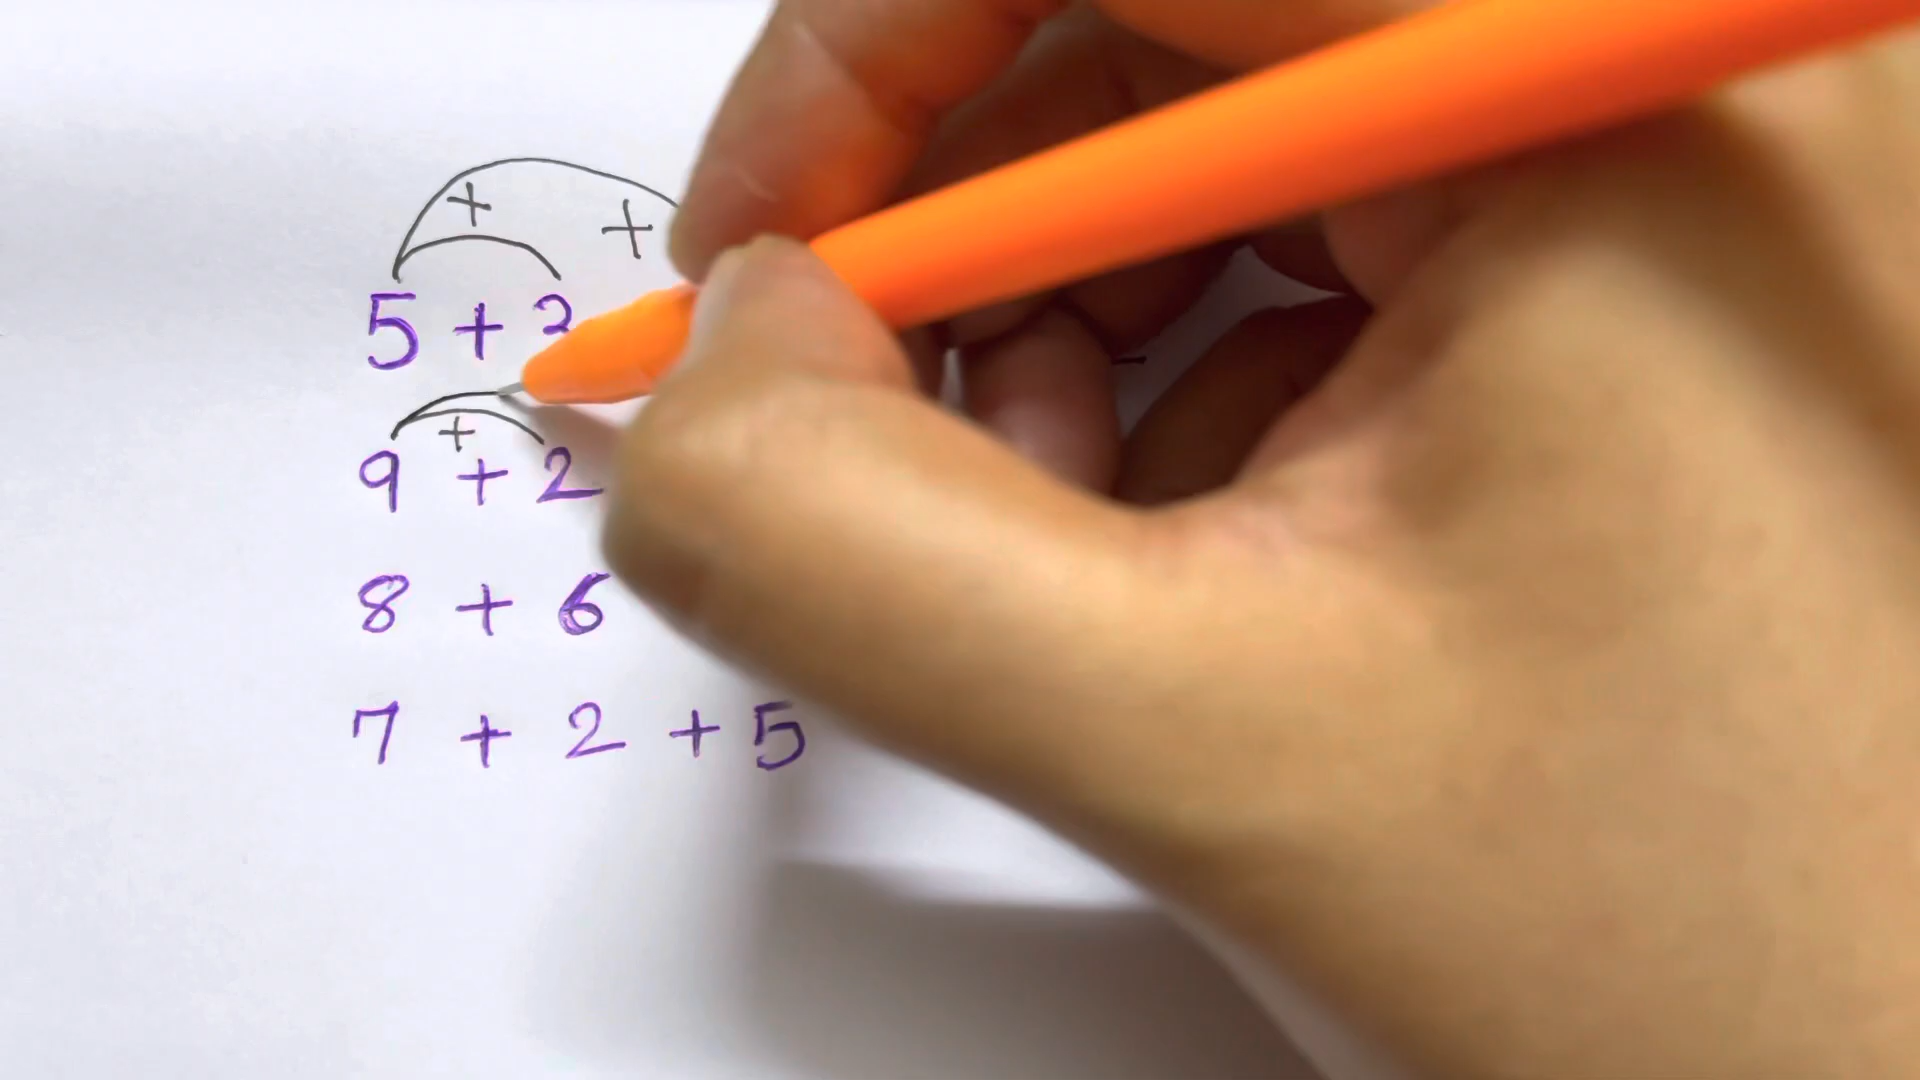 + +
5 + 3
+
9 + 2
8 + 6
7 + 2 + 5